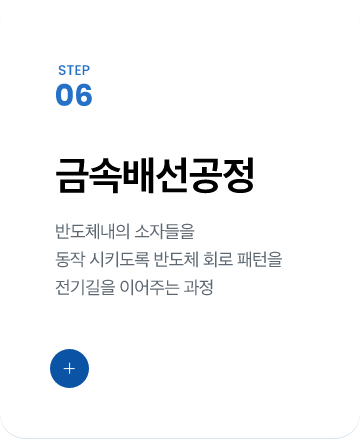 STEP
06
금속배선공정
반도체내의 소자들을
동작 시키도록 반도체 회로 패턴을
전기길을 이어주는 과정
+